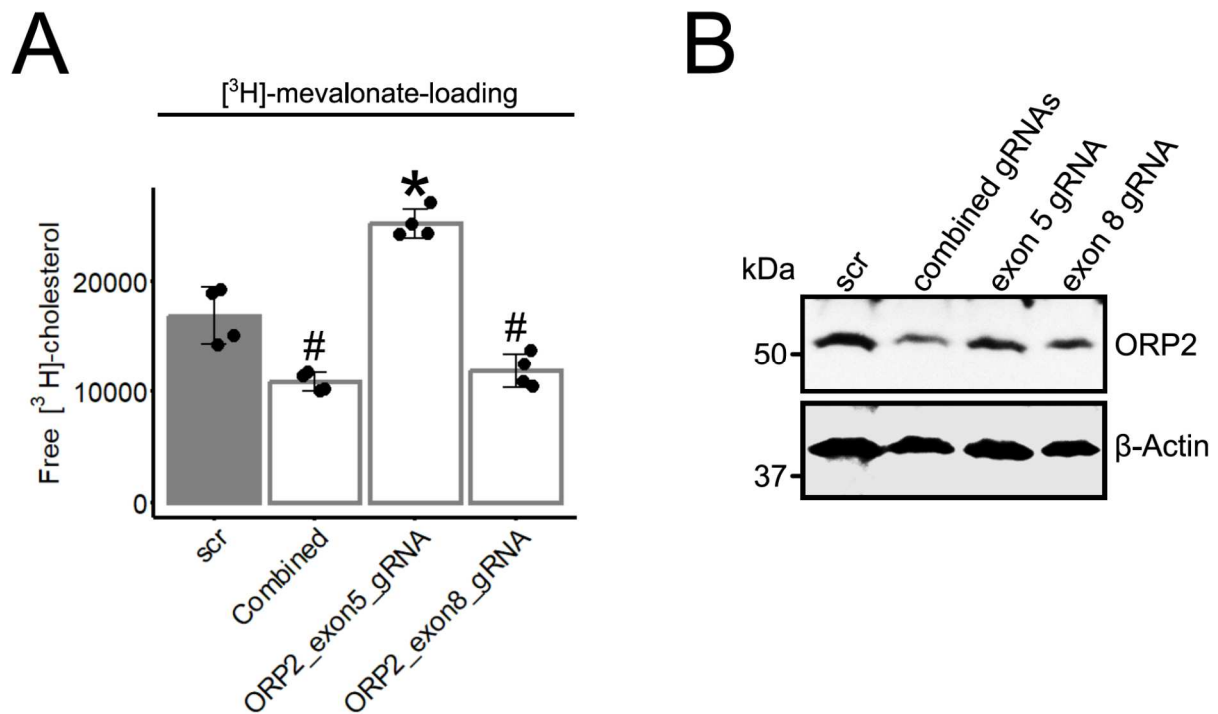 A
[³H]-mevalonate-loading
*
#
#
Free [³H]-cholesterol
20000
10000
0
scr
Combined
ORP2_exon5_gRNA
ORP2_exon8_gRNA
B
kDa
scr
combined gRNAs
exon 5 gRNA
exon 8 gRNA
50
ORP2
37
β-Actin